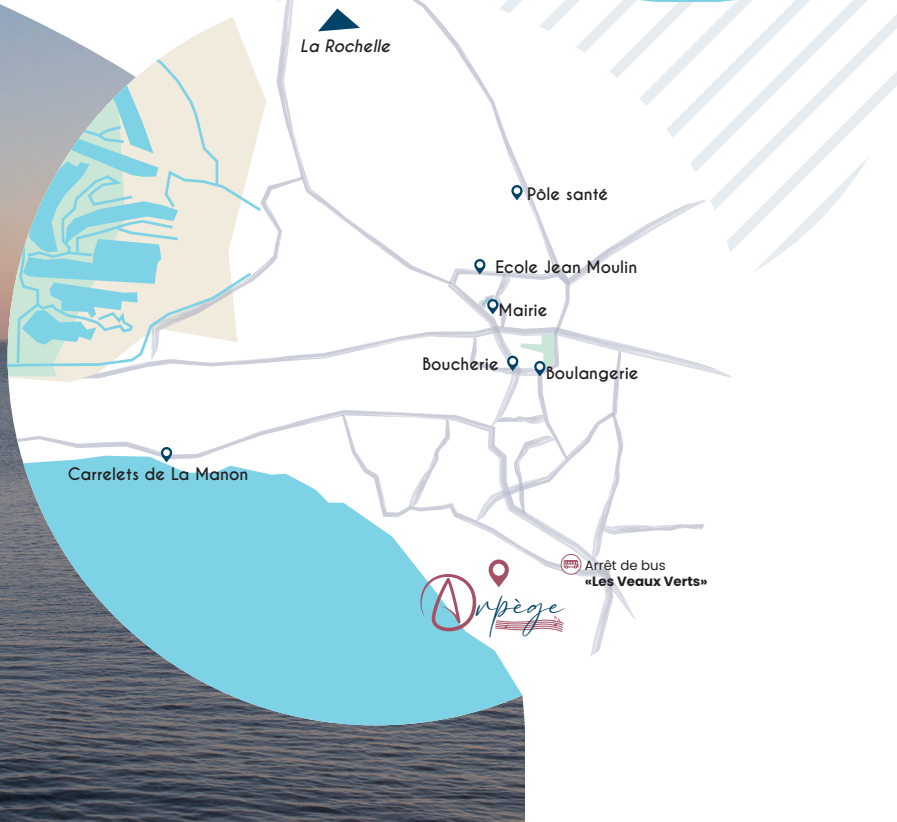 La Rochelle
Pôle santé
Ecole Jean Moulin
Mairie
Boucherie
Boulangerie
Carrelets de La Manon
Arrêt de bus
«Les Veaux Verts»
Arpège